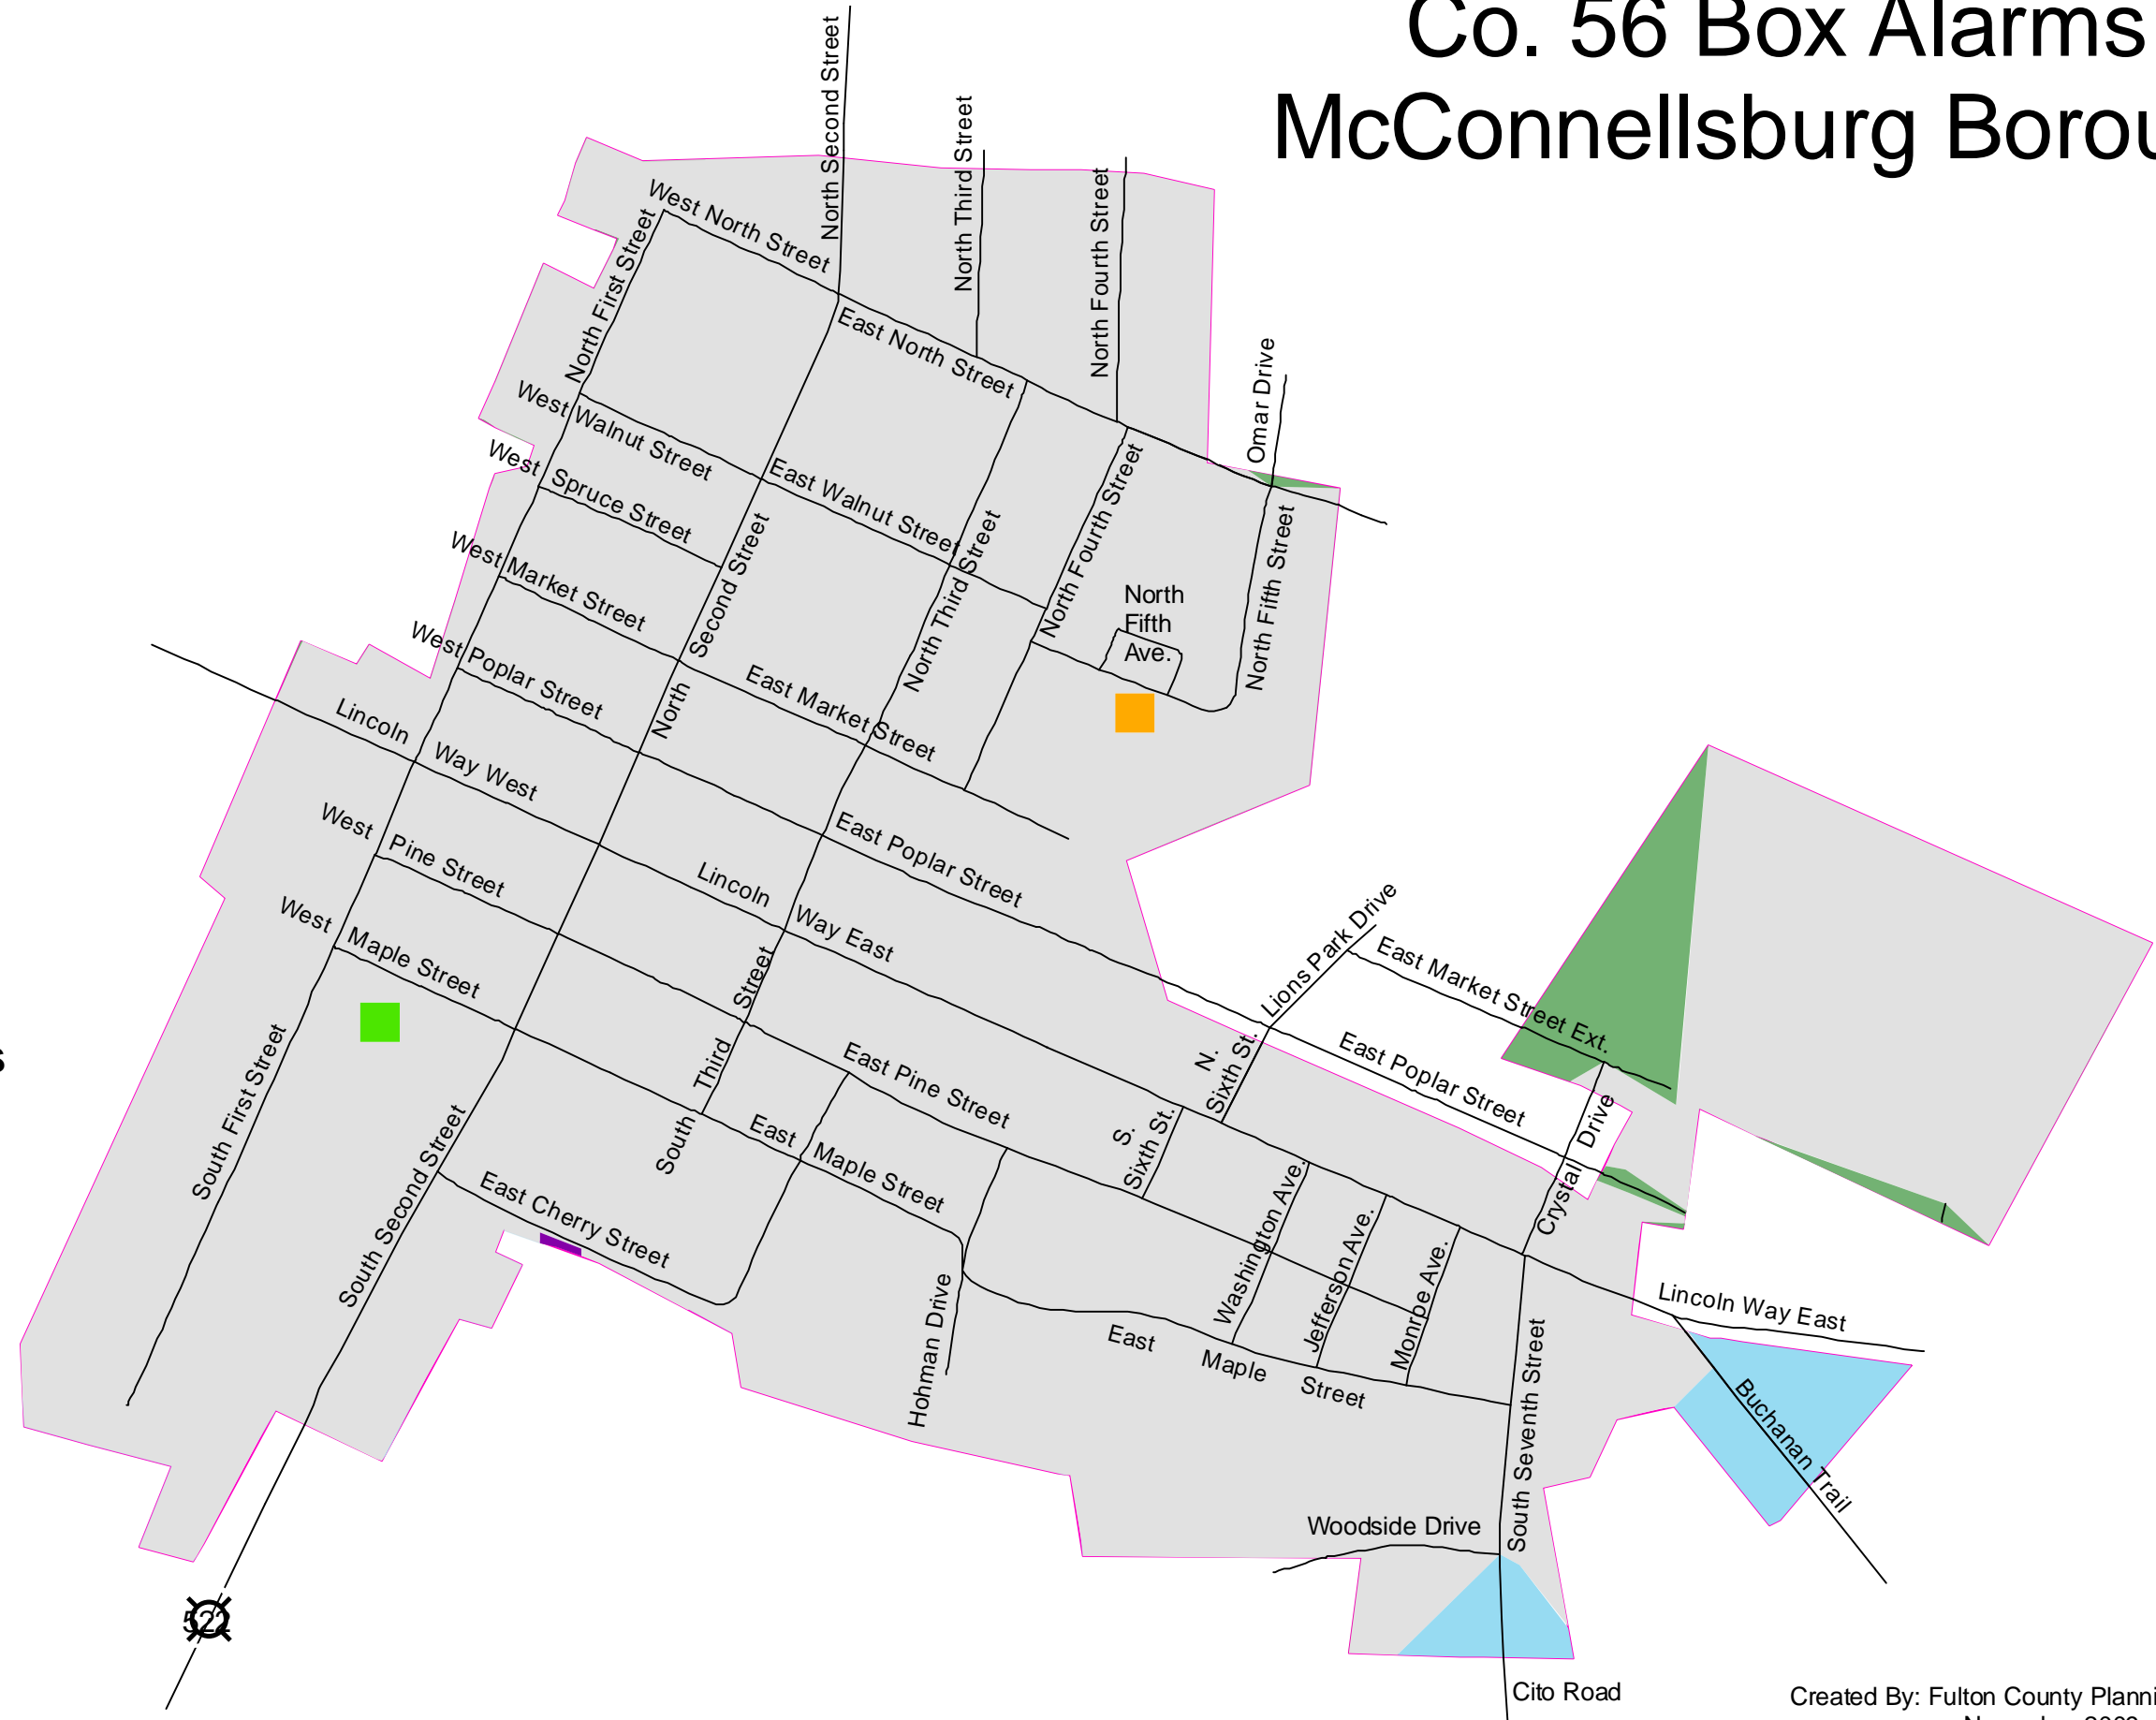 Co. 56 Box Alarms
McConnellsburg Borou
North Second Street
North Third Street
North Fourth Street
West North Street
North First Street
East North Street
Omar Drive
West Walnut Street
East Walnut Street
West Spruce Street
North Second Street
North Third Street
North Fourth Street
North Fifth Street
North
Fifth
Ave.
West Market Street
East Market Street
West Poplar Street
East Poplar Street
Lincoln Way West
Lincoln Way East
West Pine Street
West Maple Street
South Third Street
Lions Park Drive
East Market Street Ext.
East Poplar Street
N.
Sixth St.
S.
Sixth St.
East Pine Street
East Maple Street
Crystal Drive
South First Street
South Second Street
East Cherry Street
Washington Ave.
Jefferson Ave.
Monroe Ave.
Hohman Drive
East Maple Street
Lincoln Way East
South Seventh Street
Buchanan Trail
Woodside Drive
522
Cito Road
s
Created By: Fulton County Planni